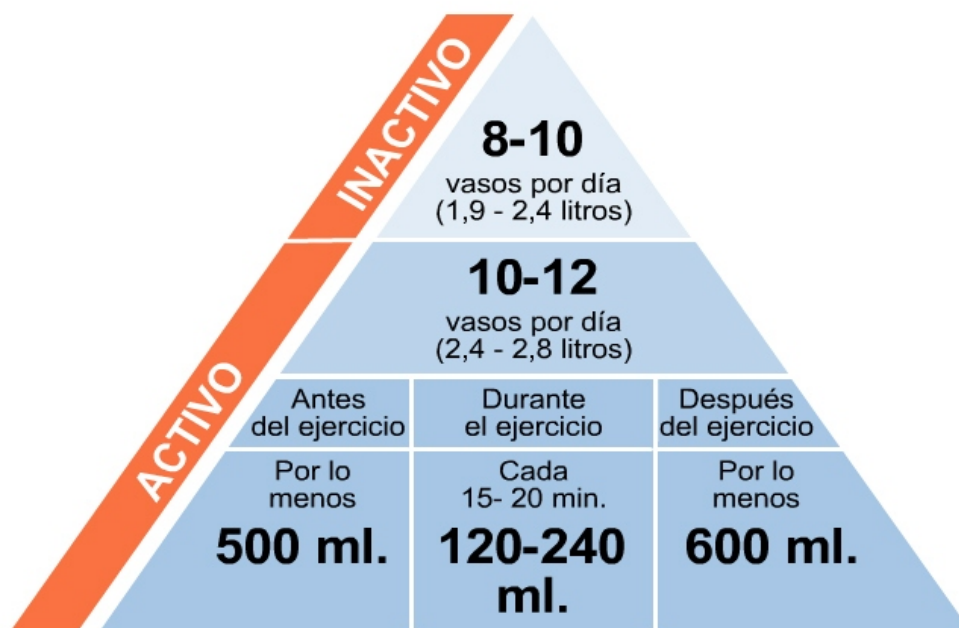 INACTIVO
8-10
vasos por día
(1,9 - 2,4 litros)
ACTIVO
10-12
vasos por día
(2,4 - 2,8 litros)
Antes
del ejercicio
Durante
el ejercicio
Después
del ejercicio
Por lo
menos
500 ml.
Cada
15- 20 min.
120-240
ml.
Por lo
menos
600 ml.